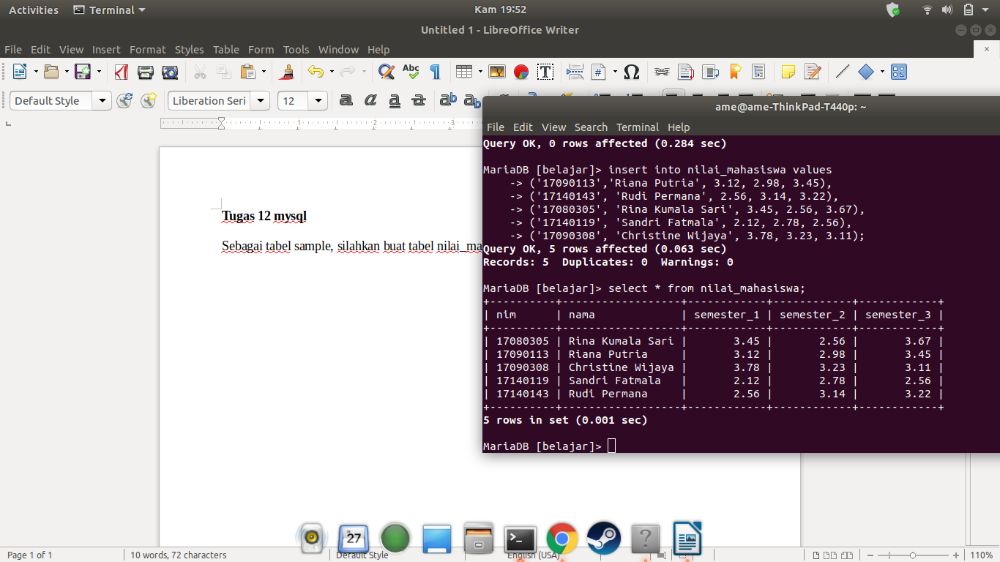 Activities Terminal Kam 19:52
Untitled 1 - LibreOffice Writer
File Edit View Insert Format Styles Table Form Tools Window Help
Default Style Liberation Seri 12
1 2 3
Tugas 12 mysql
Sebagai tabel sample, silahkan buat tabel nilai_ma
ame@ame-ThinkPad-T440p: ~
File Edit View Search Terminal Help
Query OK, 0 rows affected (0.284 sec)
MariaDB [belajar]> insert into nilai_mahasiswa values
-> ('17090113','Riana Putria', 3.12, 2.98, 3.45),
-> ('17140143', 'Rudi Permana', 2.56, 3.14, 3.22),
-> ('17080305', 'Rina Kumala Sari', 3.45, 2.56, 3.67),
-> ('17140119', 'Sandri Fatmala', 2.12, 2.78, 2.56),
-> ('17090308', 'Christine Wijaya', 3.78, 3.23, 3.11);
Query OK, 5 rows affected (0.063 sec)
Records: 5  Duplicates: 0  Warnings: 0
MariaDB [belajar]> select * from nilai_mahasiswa;
+----------+------------------+------------+------------+------------+
| nim      | nama             | semester_1 | semester_2 | semester_3 |
+----------+------------------+------------+------------+------------+
| 17080305 | Rina Kumala Sari |       3.45 |       2.56 |       3.67 |
| 17090113 | Riana Putria     |       3.12 |       2.98 |       3.45 |
| 17090308 | Christine Wijaya |       3.78 |       3.23 |       3.11 |
| 17140119 | Sandri Fatmala   |       2.12 |       2.78 |       2.56 |
| 17140143 | Rudi Permana     |       2.56 |       3.14 |       3.22 |
+----------+------------------+------------+------------+------------+
5 rows in set (0.001 sec)
MariaDB [belajar]>
27
Page 1 of 1 10 words, 72 characters Default Style English (USA) 110%